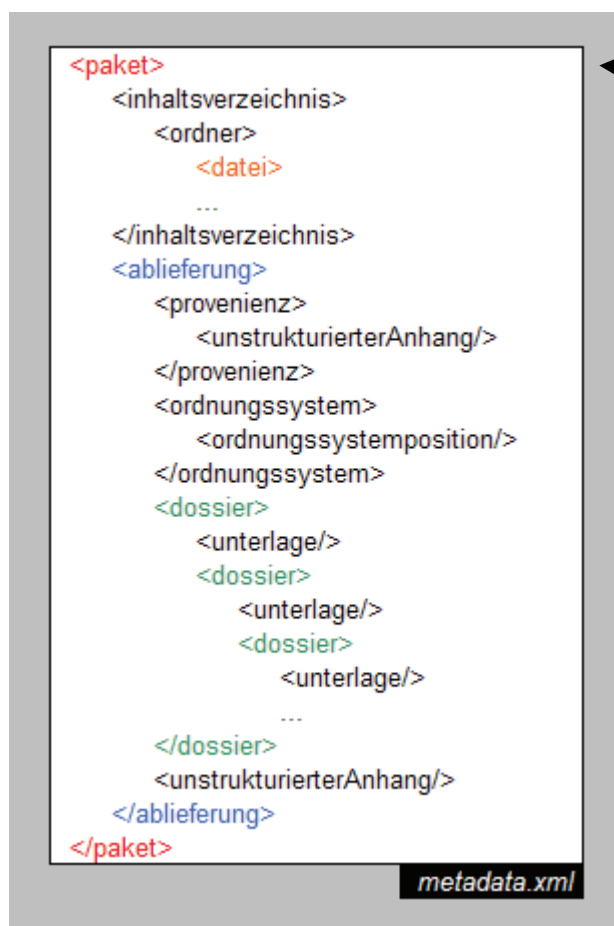 <paket>
<inhaltsverzeichnis>
<ordner>
<datei>
...
</inhaltsverzeichnis>
<ablieferung>
<provenienz>
<unstrukturierterAnhang/>
</provenienz>
<ordnungssystem>
<ordnungssystemposition/>
</ordnungssystem>
<dossier>
<unterlage/>
<dossier>
<unterlage/>
<dossier>
<unterlage/>
...
</dossier>
<unstrukturierterAnhang/>
</ablieferung>
</paket>
metadata.xml